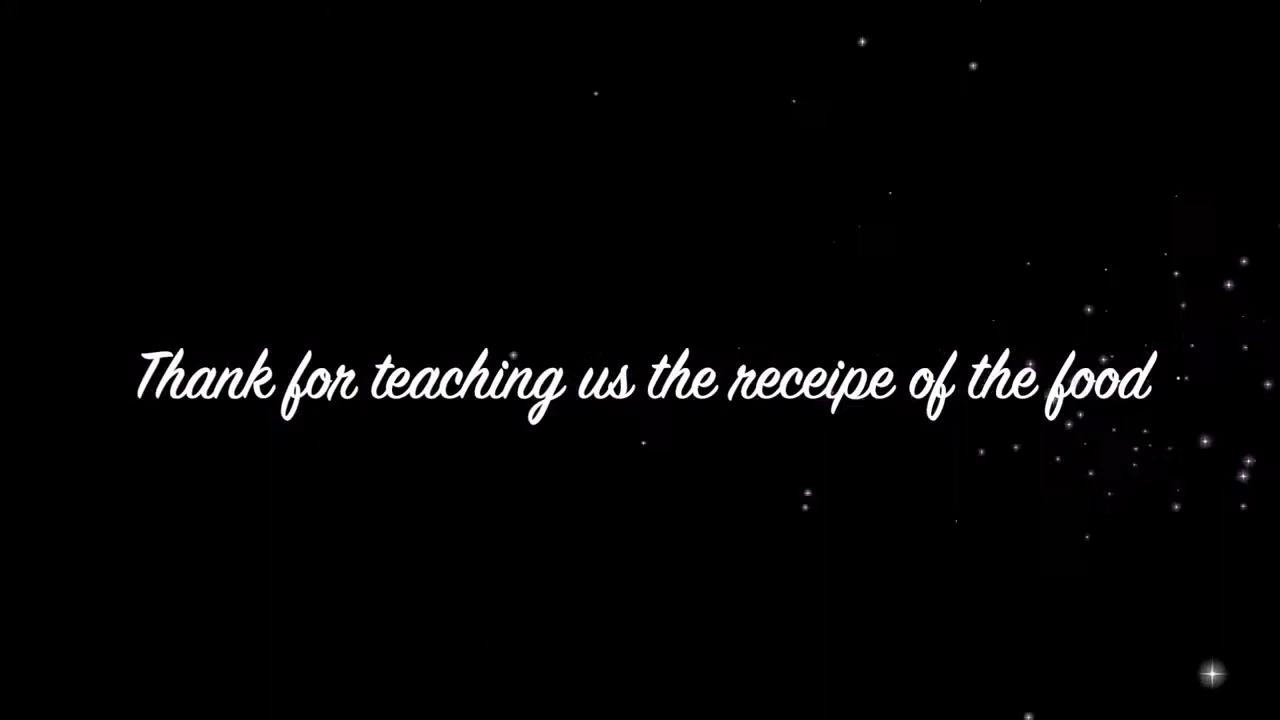 Thank for teaching us the receipe of the food